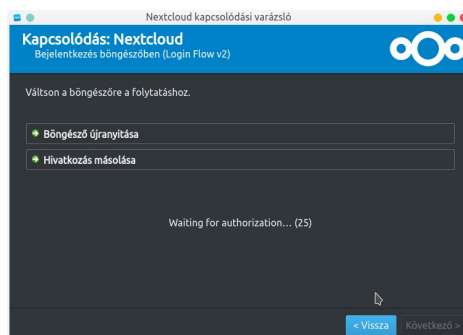 Nextcloud kapcsolódási varázsló
Kapcsolódás: Nextcloud
Bejelentkezés böngészőben (Login Flow v2)
Váltson a böngészőre a folytatáshoz.
Böngésző újranyitása
Hivatkozás másolása
Waiting for authorization... (25)
< Vissza
Következő >